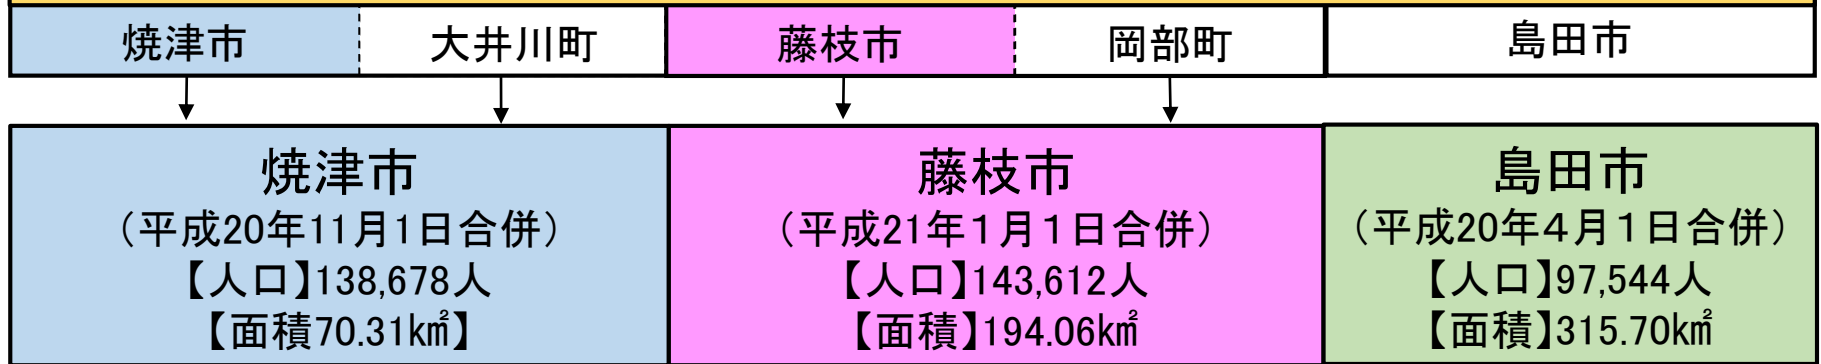 焼津市 大井川町 藤枝市 岡部町 島田市
焼津市
（平成20年11月1日合併）
【人口】138,678人
【面積70.31㎢】
藤枝市
（平成21年１月１日合併）
【人口】143,612人
【面積】194.06㎢
島田市
（平成20年４月１日合併）
【人口】97,544人
【面積】315.70㎢